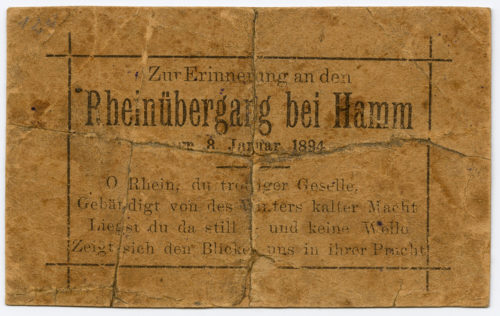 Zur Erinnerung an den
Rheinübergang bei Hamm
8. Januar 1894
O Rhein, du trotziger Geselle,
Gebändigt von des Winters kalter Macht
Liegst du da still – und keine Welle
Zeigt sich den Blicken uns in ihrer Pracht